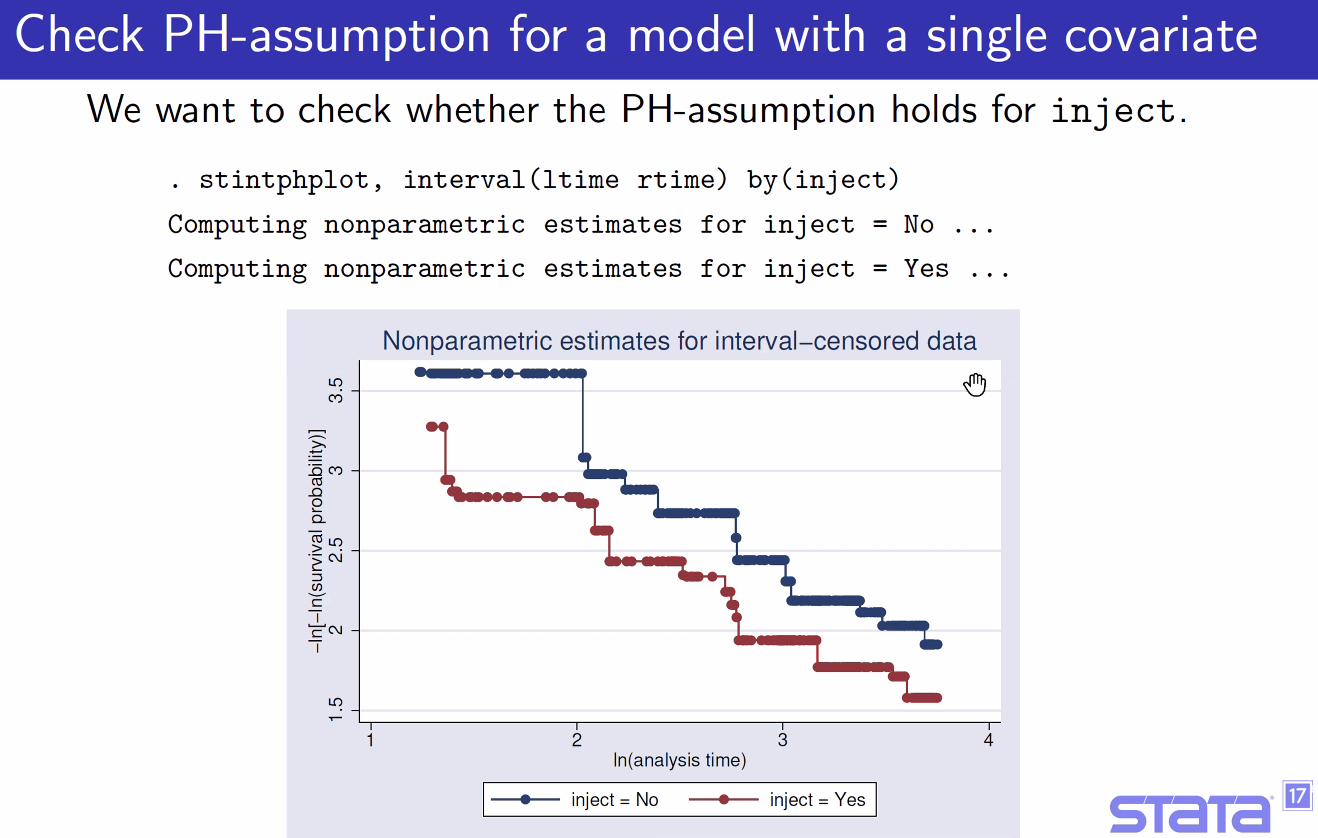 Check PH-assumption for a model with a single covariate
We want to check whether the PH-assumption holds for inject.
. stintphplot, interval(ltime rtime) by(inject)
Computing nonparametric estimates for inject = No ...
Computing nonparametric estimates for inject = Yes ...
Nonparametric estimates for interval−censored data
−ln[−ln(survival probability)]
3.5
3
2.5
2
1.5
1 2 3 4
ln(analysis time)
inject = No inject = Yes
stata 17